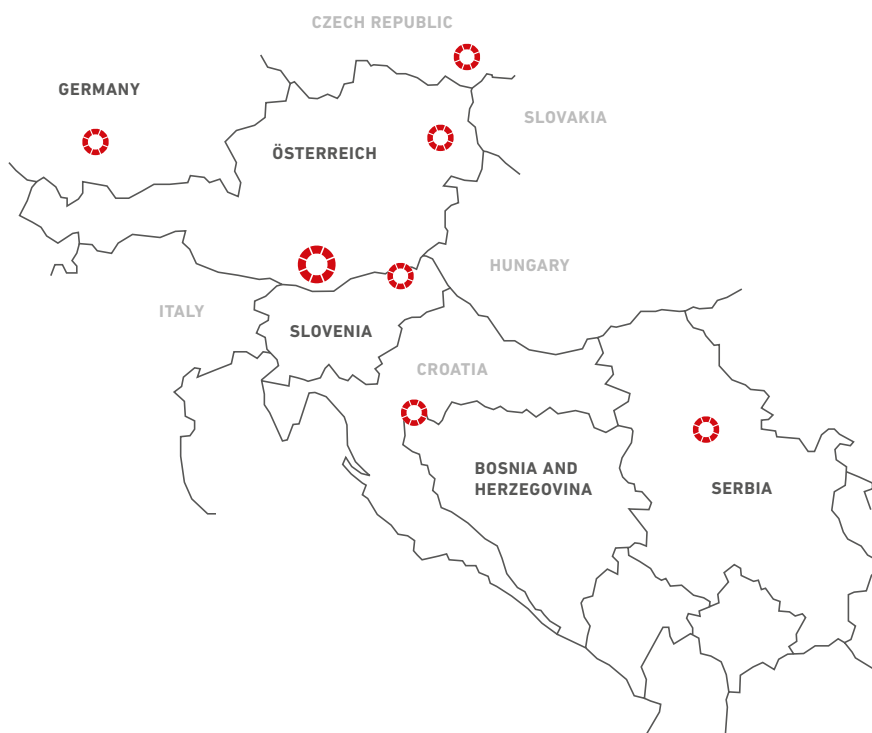 CZECH REPUBLIC
GERMANY
SLOVAKIA
ÖSTERREICH
HUNGARY
ITALY
SLOVENIA
CROATIA
BOSNIA AND
HERZEGOVINA
SERBIA